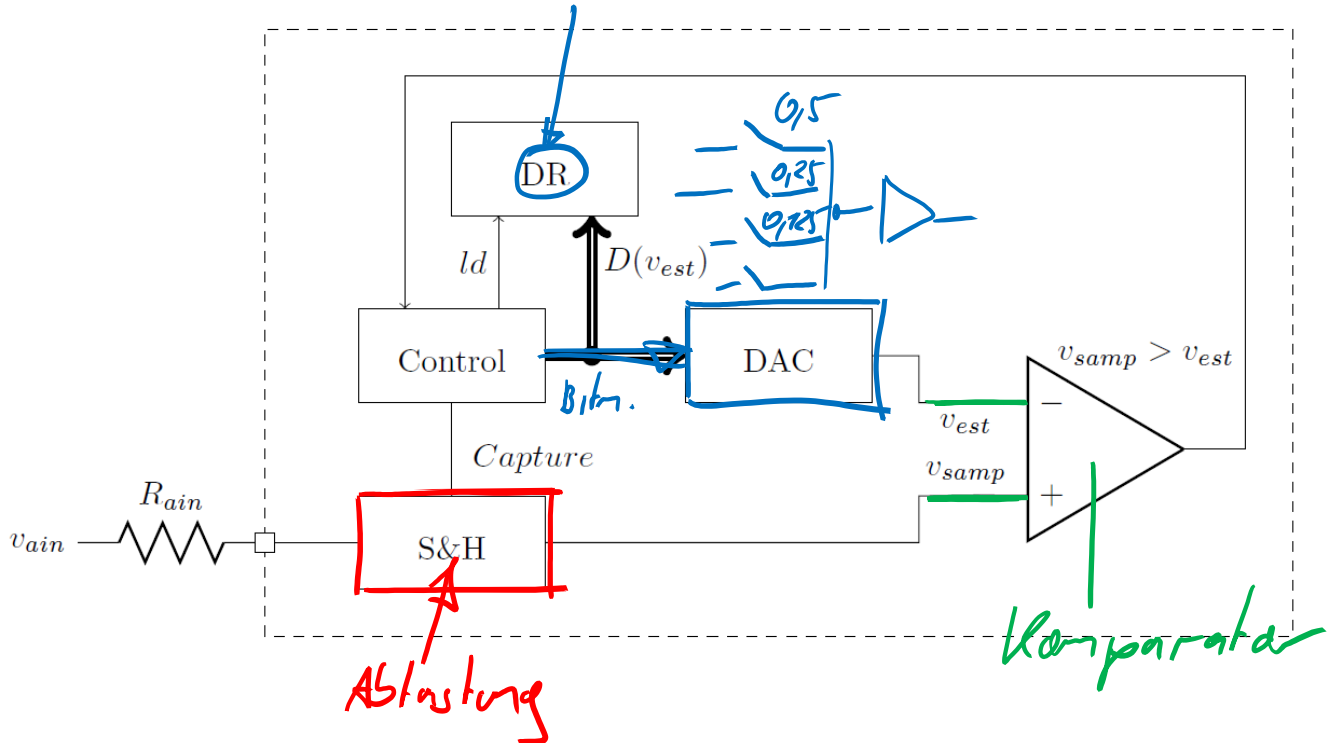 0,5
DR
0,25
0,125
ld
D(v_est)
Control
DAC
v_samp > v_est
Bitm.
−
v_est
Capture
v_samp
R_ain
+
v_ain
S&H
Komparator
Abtastung